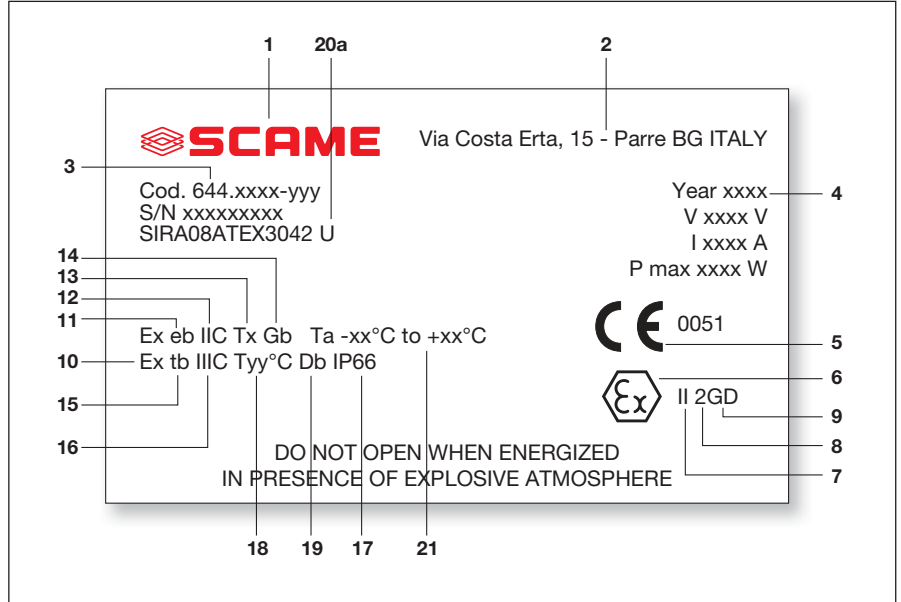 1 20a 2
SCAME
Via Costa Erta, 15 - Parre BG ITALY
3
Cod. 644.xxxx-yyy
S/N xxxxxxxxx
SIRA08ATEX3042 U
Year xxxx 4
V xxxx V
I xxxx A
P max xxxx W
14
13
12
11
Ex eb IIC Tx Gb Ta -xx°C to +xx°C
10 Ex tb IIIC Tyy°C Db IP66
15
16
CE 0051
5
6
Ex II 2GD
9
8
7
DO NOT OPEN WHEN ENERGIZED
IN PRESENCE OF EXPLOSIVE ATMOSPHERE
18 19 17 21